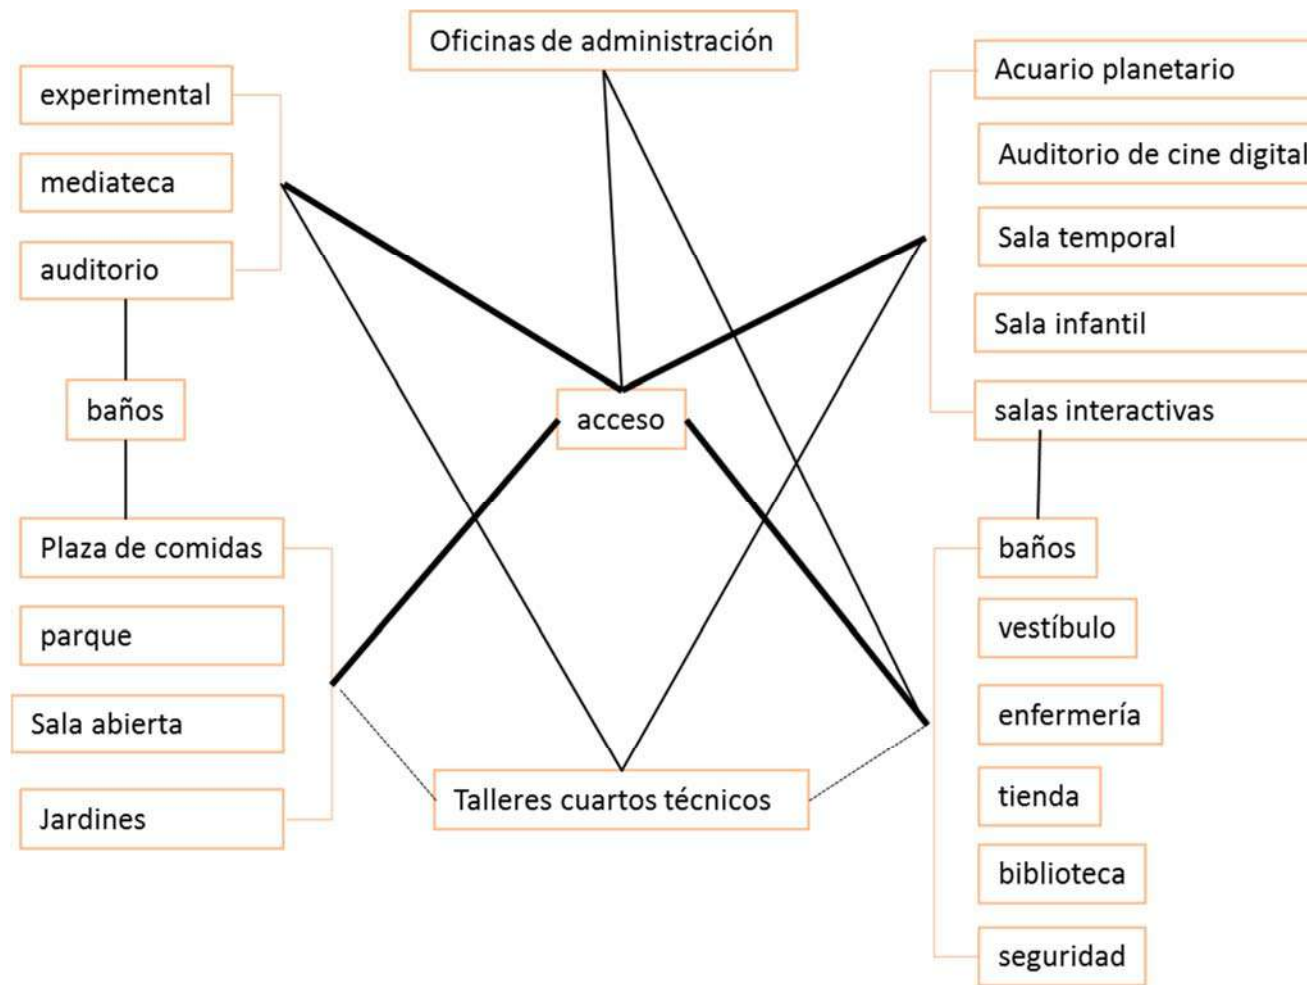 Oficinas de administración
experimental
mediateca
auditorio
baños
Plaza de comidas
parque
Sala abierta
Jardines
acceso
Talleres cuartos técnicos
Acuario planetario
Auditorio de cine digital
Sala temporal
Sala infantil
salas interactivas
baños
vestíbulo
enfermería
tienda
biblioteca
seguridad